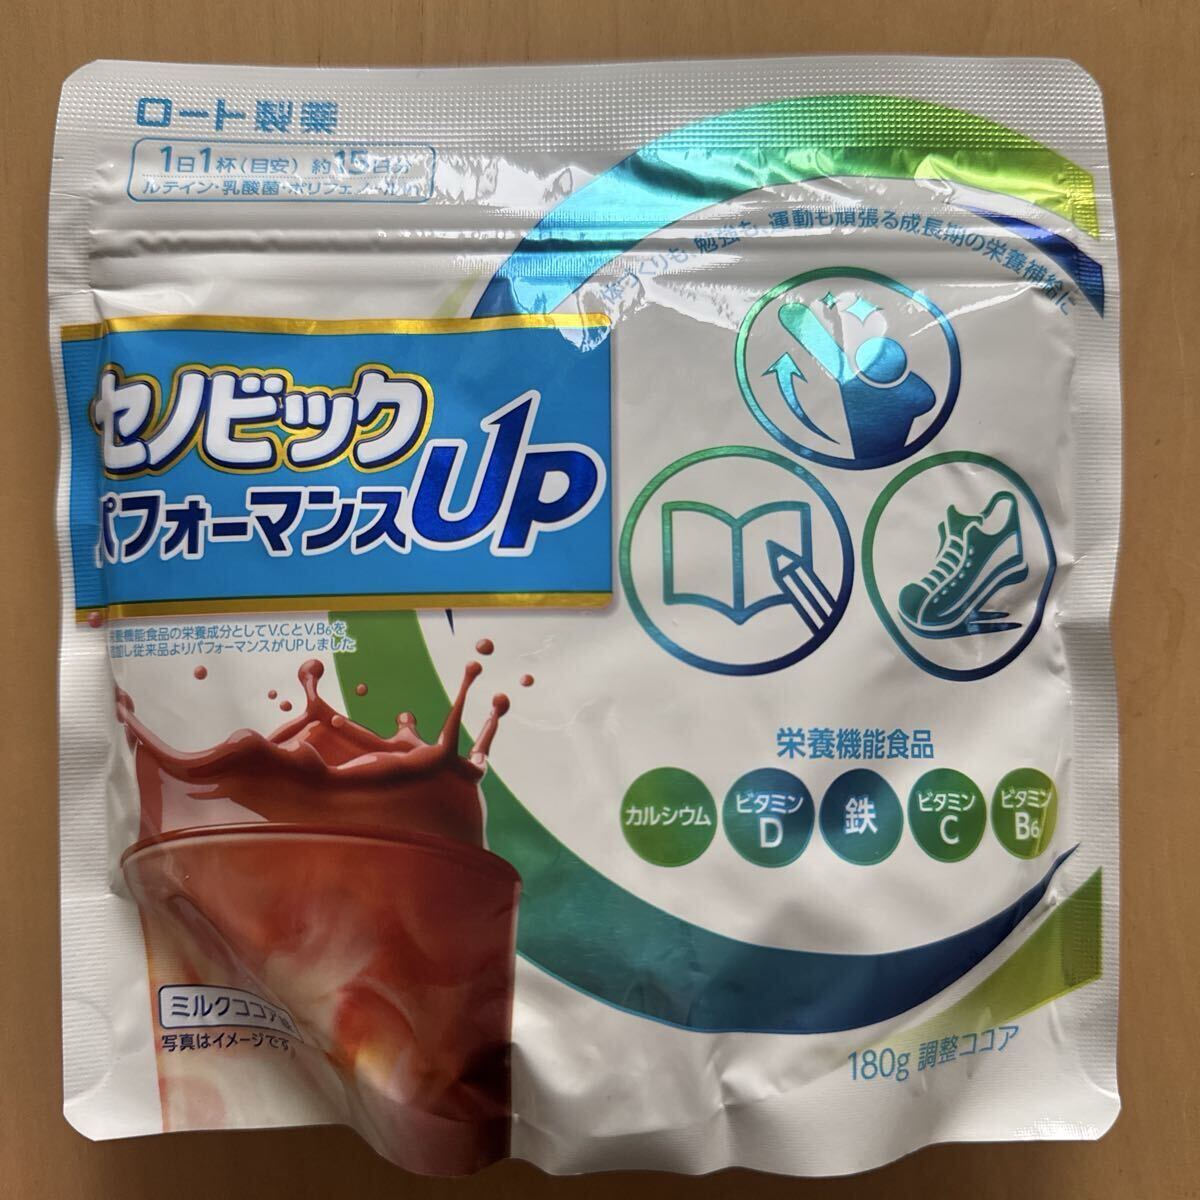 ロート製薬
1日1杯(目安) 約15日分
ルテイン・乳酸菌・ポリフェノール
体づくりも、勉強も、運動も頑張る成長期の栄養補給に
セノビック
パフォーマンスUP
栄養機能食品の栄養成分としてV.CとV.B6を
追加し従来品よりパフォーマンスがUPしました
栄養機能食品
カルシウム
ビタミン
D
鉄
ビタミン
C
ビタミン
B6
ミルクココア味
写真はイメージです
180g 調整ココア